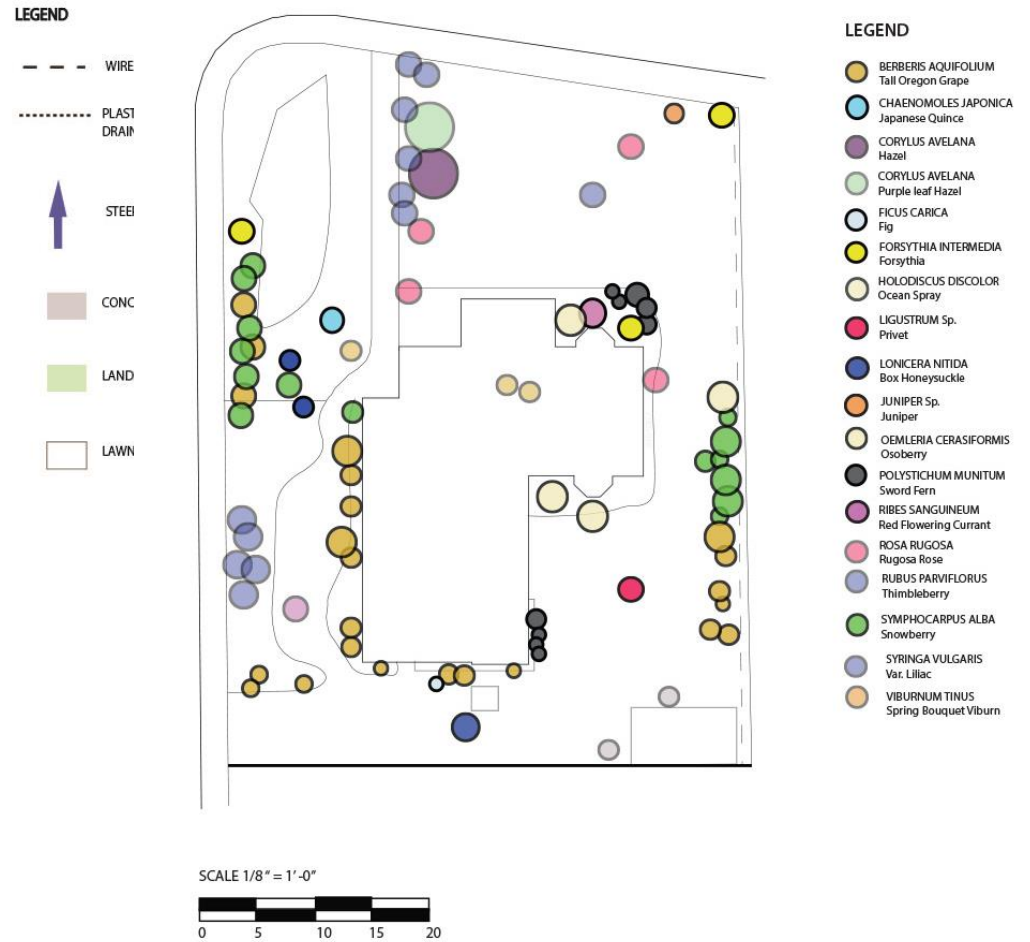 LEGEND
WIRE
PLAST
DRAIN
STEEI
CONC
LAND
LAWN
LEGEND
BERBERIS AQUIFOLIUM
Tall Oregon Grape
CHAENOMOLES JAPONICA
Japanese Quince
CORYLUS AVELANA
Hazel
CORYLUS AVELANA
Purple leaf Hazel
FICUS CARICA
Fig
FORSYTHIA INTERMEDIA
Forsythia
HOLODISCUS DISCOLOR
Ocean Spray
LIGUSTRUM Sp.
Privet
LONICERA NITIDA
Box Honeysuckle
JUNIPER Sp.
Juniper
OEMLERIA CERASIFORMIS
Osoberry
POLYSTICHUM MUNITUM
Sword Fern
RIBES SANGUINEUM
Red Flowering Currant
ROSA RUGOSA
Rugosa Rose
RUBUS PARVIFLORUS
Thimbleberry
SYMPHOCARPUS ALBA
Snowberry
SYRINGA VULGARIS
Var. Liliac
VIBURNUM TINUS
Spring Bouquet Viburn
SCALE 1/8" = 1'-0"
0 5 10 15 20